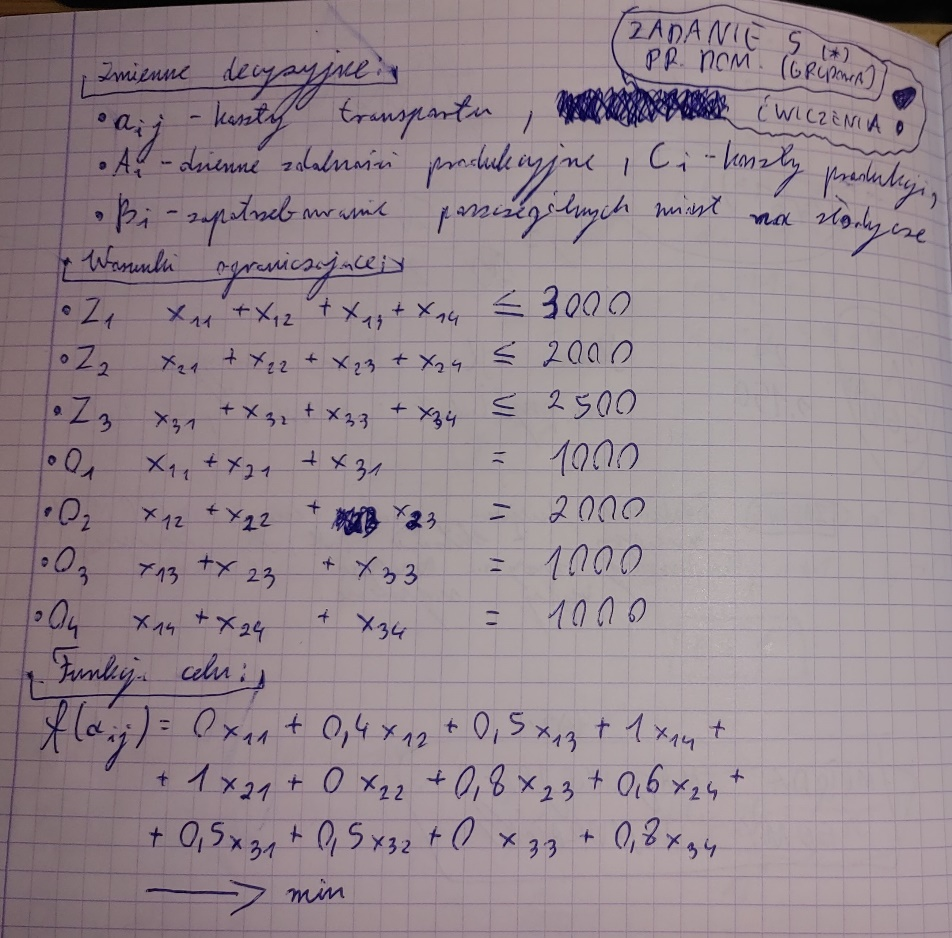 ZADANIE 5 (*)
PR. DOM. (GRUPOWA)
ĆWICZENIA
Zmienne decyzyjne:
• aij - koszty transportu,
• Ai - dzienne zdolności produkcyjne, Ci - koszty produkcji,
• Bi - zapotrzebowanie poszczególnych miast na słodycze
Warunki ograniczające:
• Z1 x11 + x12 + x13 + x14 ≤ 3000
• Z2 x21 + x22 + x23 + x24 ≤ 2000
• Z3 x31 + x32 + x33 + x34 ≤ 2500
• O1 x11 + x21 + x31 = 1000
• O2 x12 + x22 + x23 = 2000
• O3 x13 + x23 + x33 = 1000
• O4 x14 + x24 + x34 = 1000
Funkcj. celu:
f(aij) = 0x11 + 0,4x12 + 0,5x13 + 1x14 +
+ 1x21 + 0x22 + 0,8x23 + 0,6x24 +
+ 0,5x31 + 0,5x32 + 0x33 + 0,8x34
⟶ min